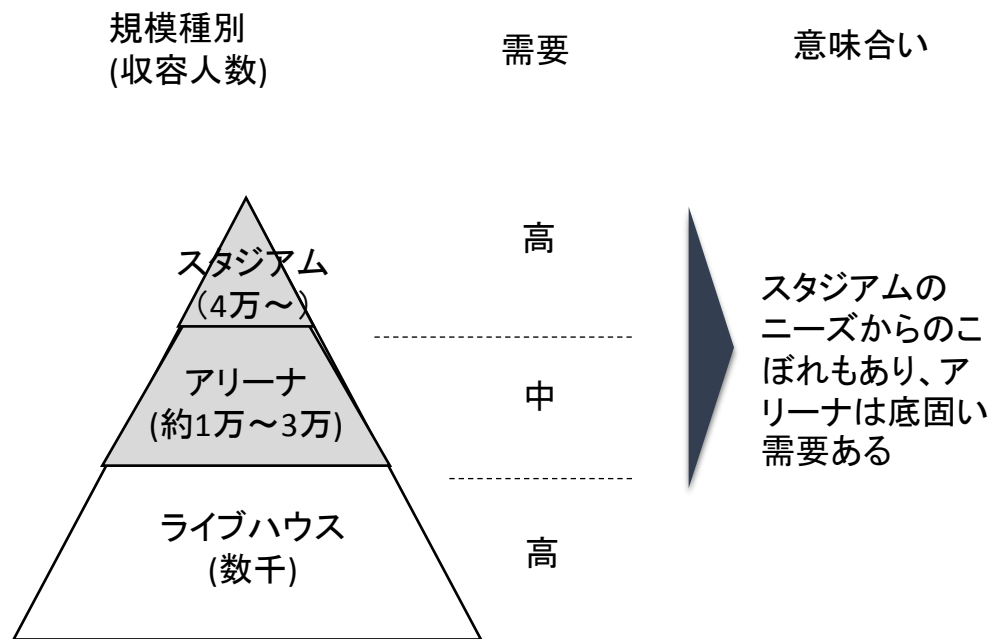 規模種別
(収容人数)
需要
意味合い
スタジアム
（4万～）
高
アリーナ
(約1万～3万)
中
ライブハウス
(数千)
高
スタジアムの
ニーズからのこ
ぼれもあり、ア
リーナは底固い
需要ある